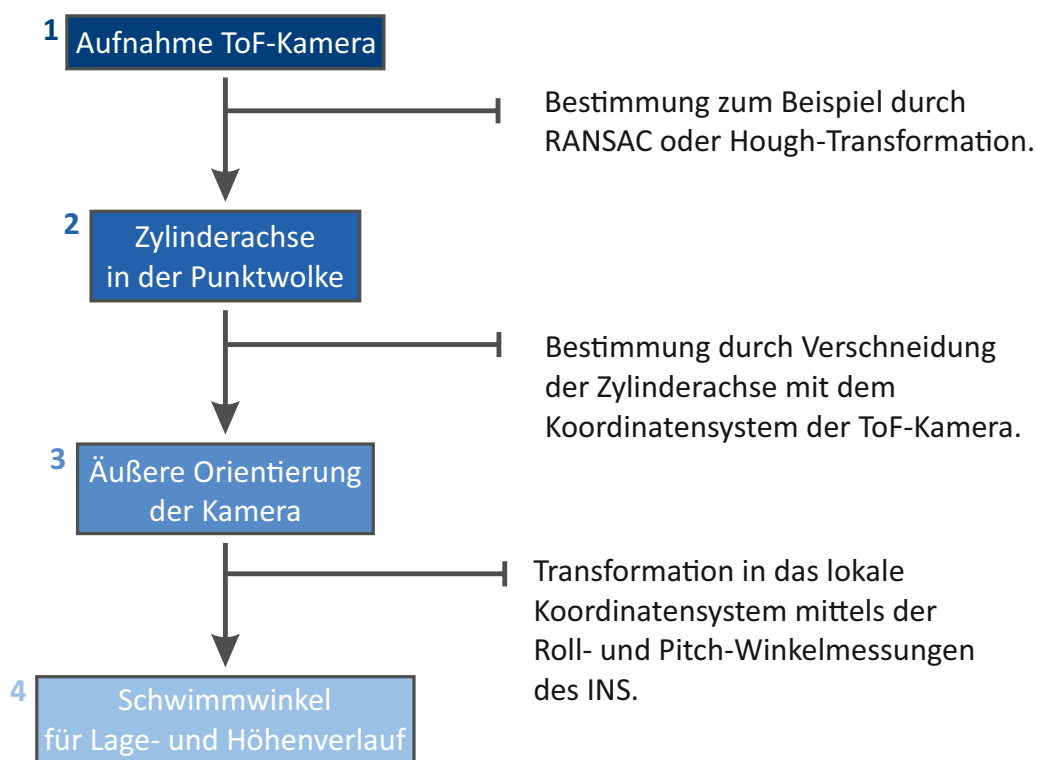 1
Aufnahme ToF-Kamera
Bestimmung zum Beispiel durch
RANSAC oder Hough-Transformation.
2
Zylinderachse
in der Punktwolke
Bestimmung durch Verschneidung
der Zylinderachse mit dem
Koordinatensystem der ToF-Kamera.
3
Äußere Orientierung
der Kamera
Transformation in das lokale
Koordinatensystem mittels der
Roll- und Pitch-Winkelmessungen
des INS.
4
Schwimmwinkel
für Lage- und Höhenverlauf